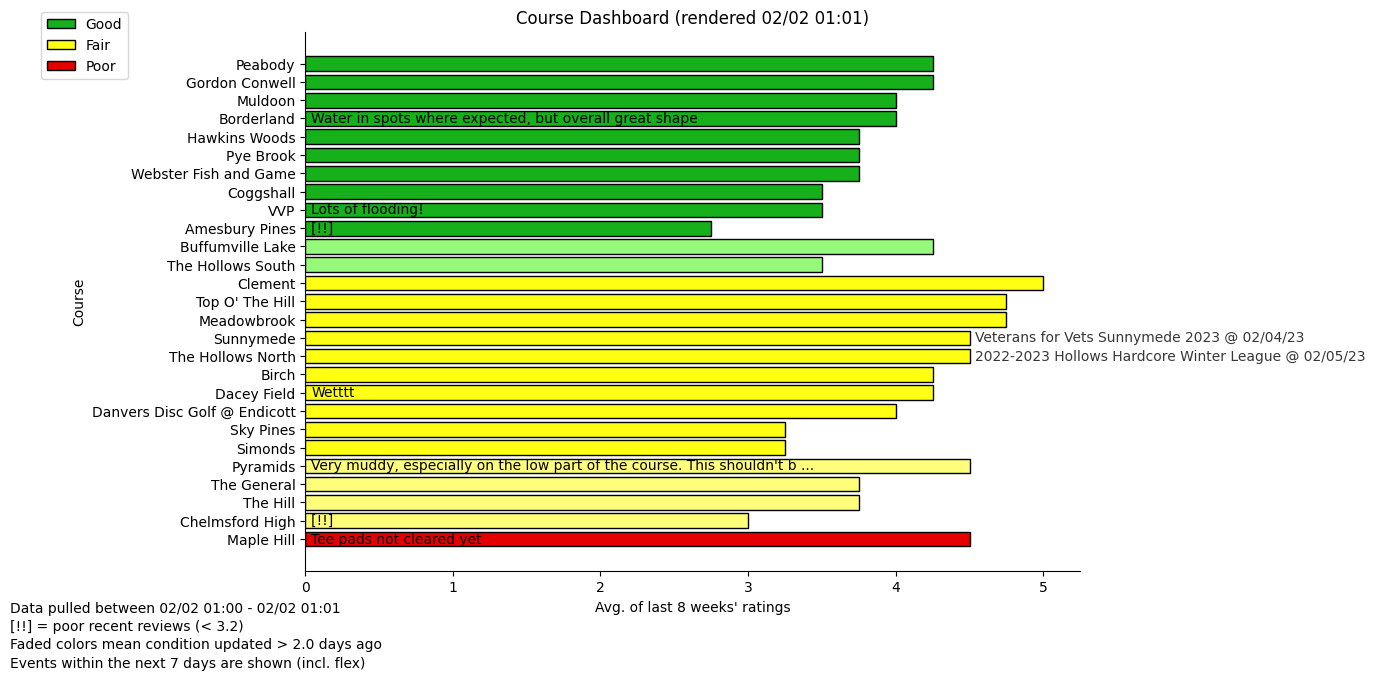 Course Dashboard (rendered 02/02 01:01)
Good
Fair
Poor
Course
Peabody
Gordon Conwell
Muldoon
Borderland Water in spots where expected, but overall great shape
Hawkins Woods
Pye Brook
Webster Fish and Game
Coggshall
VVP Lots of flooding!
Amesbury Pines [!!]
Buffumville Lake
The Hollows South
Clement
Top O' The Hill
Meadowbrook
Sunnymede Veterans for Vets Sunnymede 2023 @ 02/04/23
The Hollows North 2022-2023 Hollows Hardcore Winter League @ 02/05/23
Birch
Dacey Field Wetttt
Danvers Disc Golf @ Endicott
Sky Pines
Simonds
Pyramids Very muddy, especially on the low part of the course. This shouldn't b ...
The General
The Hill
Chelmsford High [!!]
Maple Hill Tee pads not cleared yet
0 1 2 3 4 5
Avg. of last 8 weeks' ratings
Data pulled between 02/02 01:00 - 02/02 01:01
[!!] = poor recent reviews (< 3.2)
Faded colors mean condition updated > 2.0 days ago
Events within the next 7 days are shown (incl. flex)